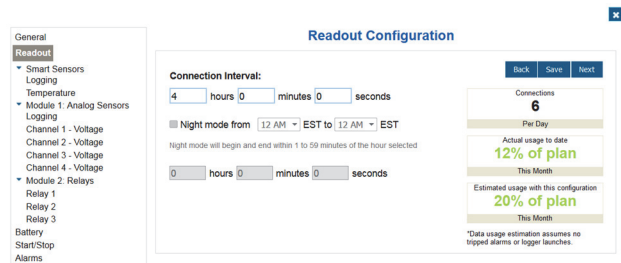 ×
Readout Configuration
General
Readout
Smart Sensors
Logging
Temperature
Module 1: Analog Sensors
Logging
Channel 1 - Voltage
Channel 2 - Voltage
Channel 3 - Voltage
Channel 4 - Voltage
Module 2: Relays
Relay 1
Relay 2
Relay 3
Battery
Start/Stop
Alarms
Back Save Next
Connection Interval:
4 hours 0 minutes 0 seconds
Night mode from 12 AM EST to 12 AM EST
Night mode will begin and end within 1 to 59 minutes of the hour selected
0 hours 0 minutes 0 seconds
Connections
6
Per Day
Actual usage to date
12% of plan
This Month
Estimated usage with this configuration
20% of plan
This Month
*Data usage estimation assumes no
tripped alarms or logger launches.